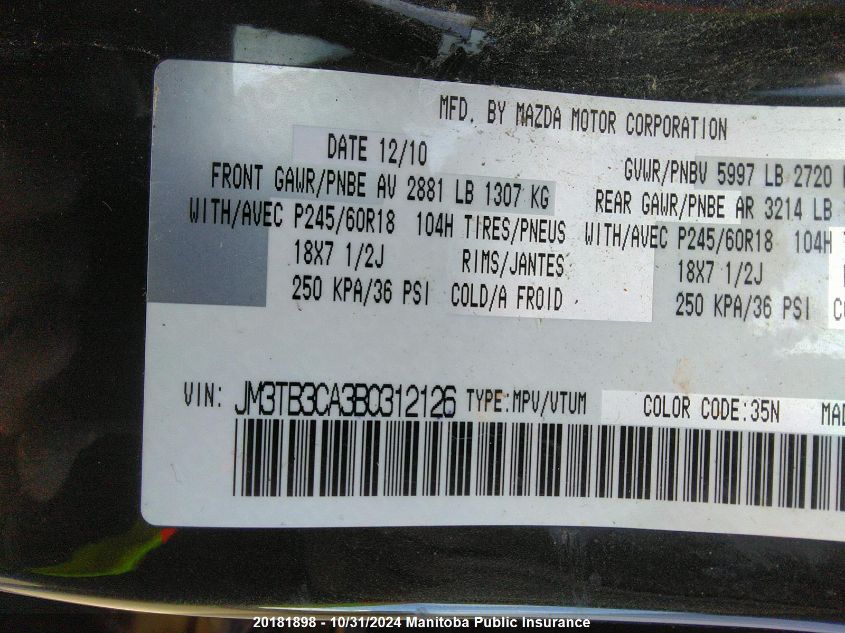 MFD. BY MAZDA MOTOR CORPORATION
DATE 12/10 GVWR/PNBV 5997 LB 2720
FRONT GAWR/PNBE AV 2881 LB 1307 KG REAR GAWR/PNBE AR 3214 LB
WITH/AVEC P245/60R18 104H TIRES/PNEUS WITH/AVEC P245/60R18 104H
18X7 1/2J RIMS/JANTES 18X7 1/2J
250 KPA/36 PSI COLD/A FROID 250 KPA/36 PSI
VIN: JM3TB3CA3B0312126 TYPE:MPV/VTUM COLOR CODE:35N MAD
20181898 - 10/31/2024 Manitoba Public Insurance